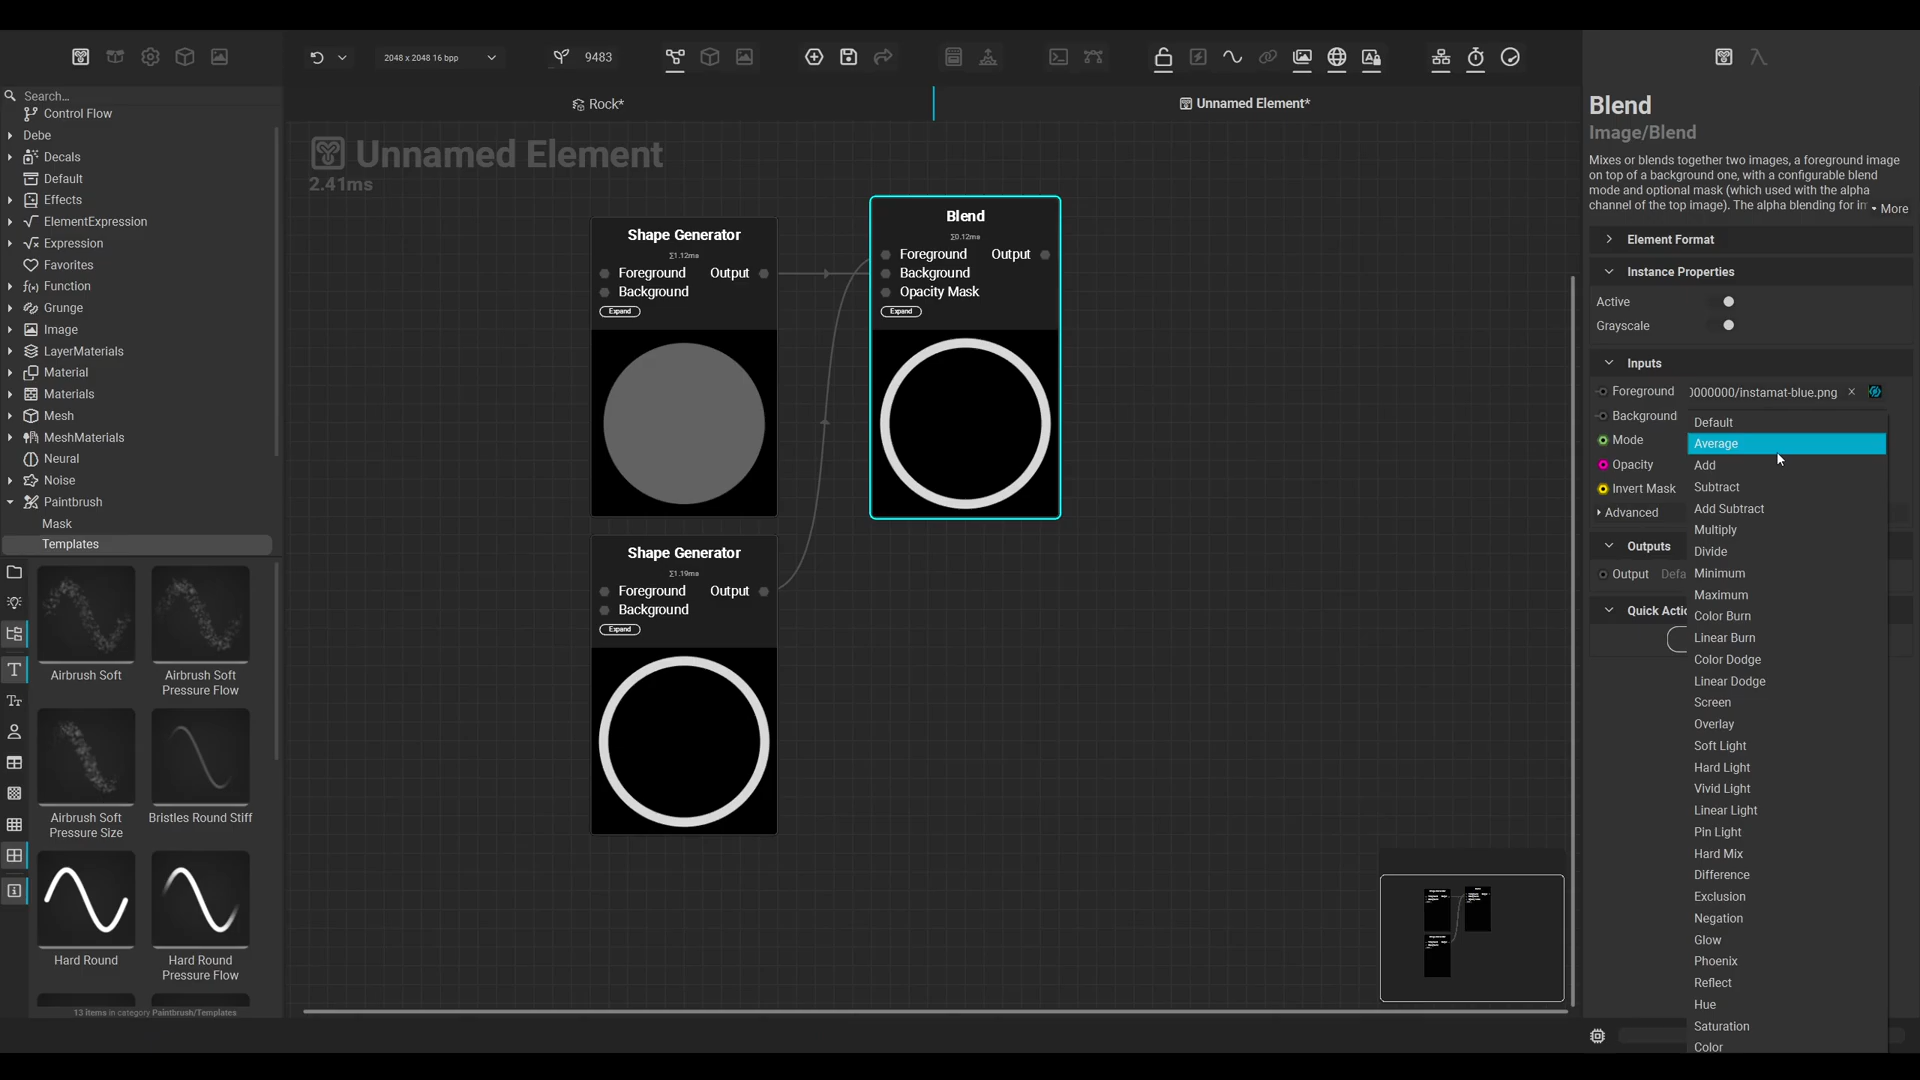 2048 x 2048 16 bpp
9483
Search...
Control Flow
Debe
Decals
Default
Effects
ElementExpression
Expression
Favorites
Function
Grunge
Image
LayerMaterials
Material
Materials
Mesh
MeshMaterials
Neural
Noise
Paintbrush
Mask
Templates
Airbrush Soft
Airbrush Soft
Pressure Flow
Airbrush Soft
Pressure Size
Bristles Round Stiff
Hard Round
Hard Round
Pressure Flow
13 items in category Paintbrush/Templates
Rock*
Unnamed Element*
Unnamed Element
2.41ms
Shape Generator
Σ1.12ms
Foreground Output
Background
Expand
Blend
Σ0.12ms
Foreground Output
Background
Opacity Mask
Expand
Shape Generator
Σ1.19ms
Foreground Output
Background
Expand
Blend
Image/Blend
Mixes or blends together two images, a foreground image
on top of a background one, with a configurable blend
mode and optional mask (which used with the alpha
channel of the top image). The alpha blending for in
More
Element Format
Instance Properties
Active
Grayscale
Inputs
Foreground 0000000/instamat-blue.png
Background
Mode
Opacity
Invert Mask
Advanced
Outputs
Output Defa
Quick Actio
Default
Average
Add
Subtract
Add Subtract
Multiply
Divide
Minimum
Maximum
Color Burn
Linear Burn
Color Dodge
Linear Dodge
Screen
Overlay
Soft Light
Hard Light
Vivid Light
Linear Light
Pin Light
Hard Mix
Difference
Exclusion
Negation
Glow
Phoenix
Reflect
Hue
Saturation
Color